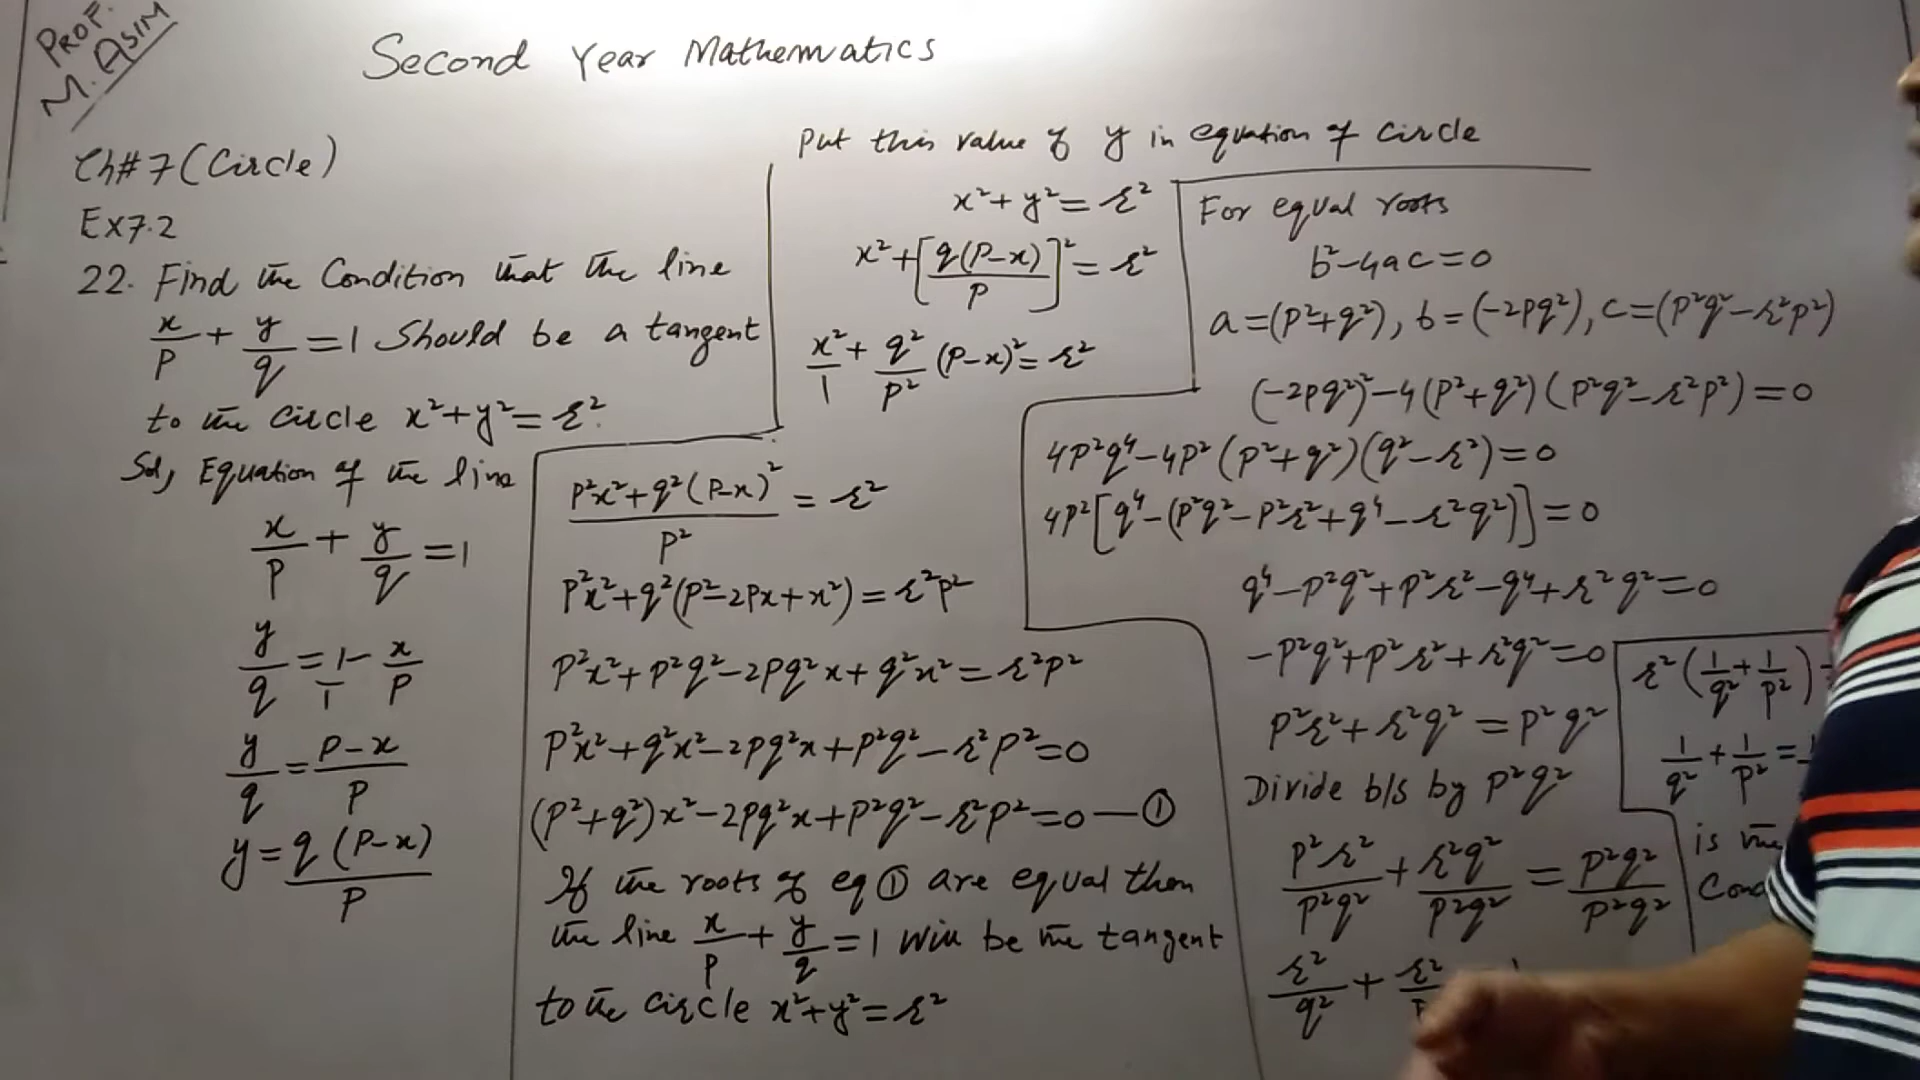 PROF.
M. ASIM
Second Year Mathematics
Ch# 7 (Circle)
Ex7.2
22. Find the Condition that the line
x/p + y/q = 1 Should be a tangent
to the circle x² + y² = r².
Sol, Equation of the line
x/p + y/q = 1
y/q = 1/1 - x/p
y/q = (p-x)/p
y = q(p-x)/p
Put this value of y in equation of circle
x² + y² = r²
x² + [q(p-x)/p]² = r²
x²/1 + q²/p² (p-x)² = r²
(p²x² + q²(p-x)²)/p² = r²
p²x² + q²(p² - 2px + x²) = r²p²
p²x² + p²q² - 2pq²x + q²x² = r²p²
p²x² + q²x² - 2pq²x + p²q² - r²p² = 0
(p² + q²)x² - 2pq²x + p²q² - r²p² = 0 — ①
If the roots of eq ① are equal then
the line x/p + y/q = 1 will be the tangent
to the circle x² + y² = r²
For equal roots
b² - 4ac = 0
a = (p² + q²), b = (-2pq²), c = (p²q² - r²p²)
(-2pq²)² - 4(p² + q²)(p²q² - r²p²) = 0
4p²q⁴ - 4p²(p² + q²)(q² - r²) = 0
4p²[q⁴ - (p²q² - p²r² + q⁴ - r²q²)] = 0
q⁴ - p²q² + p²r² - q⁴ + r²q² = 0
-p²q² + p²r² + r²q² = 0
p²r² + r²q² = p²q²
Divide b/s by p²q²
p²r²/p²q² + r²q²/p²q² = p²q²/p²q²
r²/q² + r²
r²(1/q² + 1/p²) =
1/q² + 1/p² =
is the